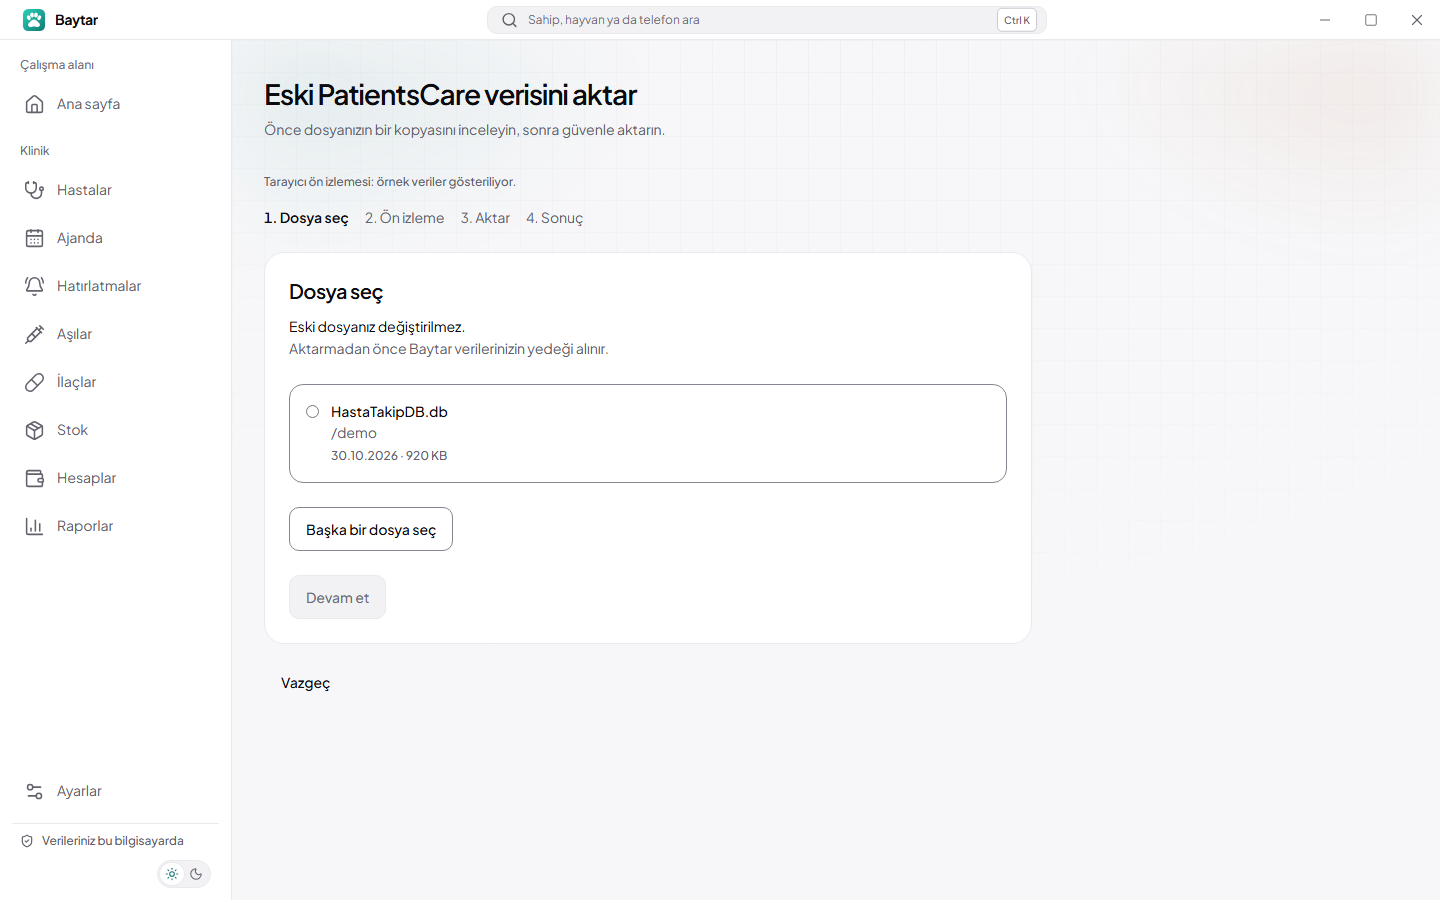 Baytar
Sahip, hayvan ya da telefon ara
Ctrl K
Çalışma alanı
Ana sayfa
Klinik
Hastalar
Ajanda
Hatırlatmalar
Aşılar
İlaçlar
Stok
Hesaplar
Raporlar
Ayarlar
Verileriniz bu bilgisayarda
Eski PatientsCare verisini aktar
Önce dosyanızın bir kopyasını inceleyin, sonra güvenle aktarın.
Tarayıcı ön izlemesi: örnek veriler gösteriliyor.
1. Dosya seç 2. Ön izleme 3. Aktar 4. Sonuç
Dosya seç
Eski dosyanız değiştirilmez.
Aktarmadan önce Baytar verilerinizin yedeği alınır.
HastaTakipDB.db
/demo
30.10.2026 · 920 KB
Başka bir dosya seç
Devam et
Vazgeç